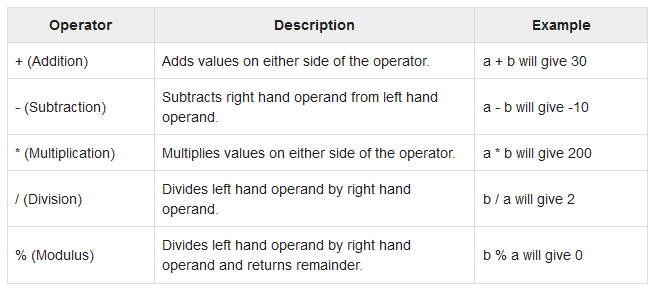 Operator Description Example
+ (Addition) Adds values on either side of the operator. a + b will give 30
- (Subtraction) Subtracts right hand operand from left hand operand. a - b will give -10
* (Multiplication) Multiplies values on either side of the operator. a * b will give 200
/ (Division) Divides left hand operand by right hand operand. b / a will give 2
% (Modulus) Divides left hand operand by right hand operand and returns remainder. b % a will give 0